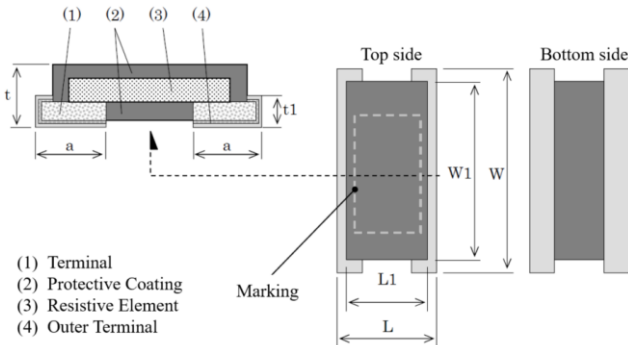 (1) (2) (3) (4)
Top side
Bottom side
t
t1
a
a
W1
W
Marking
L1
L
(1) Terminal
(2) Protective Coating
(3) Resistive Element
(4) Outer Terminal